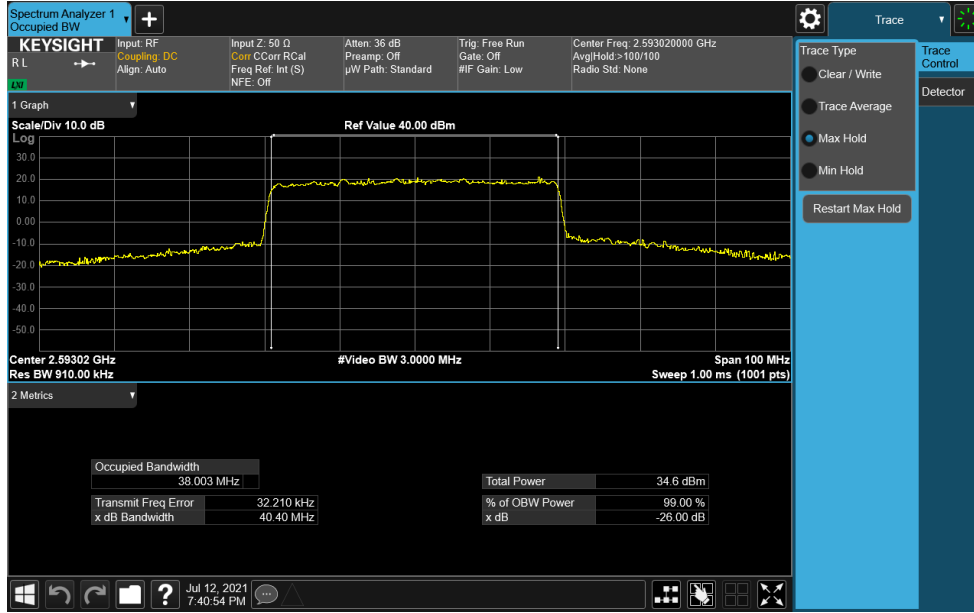 Spectrum Analyzer 1
Occupied BW
Trace
KEYSIGHT
R L
LXI
Input: RF
Coupling: DC
Align: Auto
Input Z: 50 Ω
Corr CCorr RCal
Freq Ref: Int (S)
NFE: Off
Atten: 36 dB
Preamp: Off
µW Path: Standard
Trig: Free Run
Gate: Off
#IF Gain: Low
Center Freq: 2.593020000 GHz
Avg|Hold:>100/100
Radio Std: None
Trace Type
Clear / Write
Trace Average
Max Hold
Min Hold
Restart Max Hold
Trace
Control
Detector
1 Graph
Scale/Div 10.0 dB
Ref Value 40.00 dBm
Log
30.0
20.0
10.0
0.00
-10.0
-20.0
-30.0
-40.0
-50.0
Center 2.59302 GHz
#Video BW 3.0000 MHz
Span 100 MHz
Res BW 910.00 kHz
Sweep 1.00 ms (1001 pts)
2 Metrics
Occupied Bandwidth
38.003 MHz
Total Power 34.6 dBm
Transmit Freq Error 32.210 kHz
% of OBW Power 99.00 %
x dB Bandwidth 40.40 MHz
x dB -26.00 dB
Jul 12, 2021
7:40:54 PM